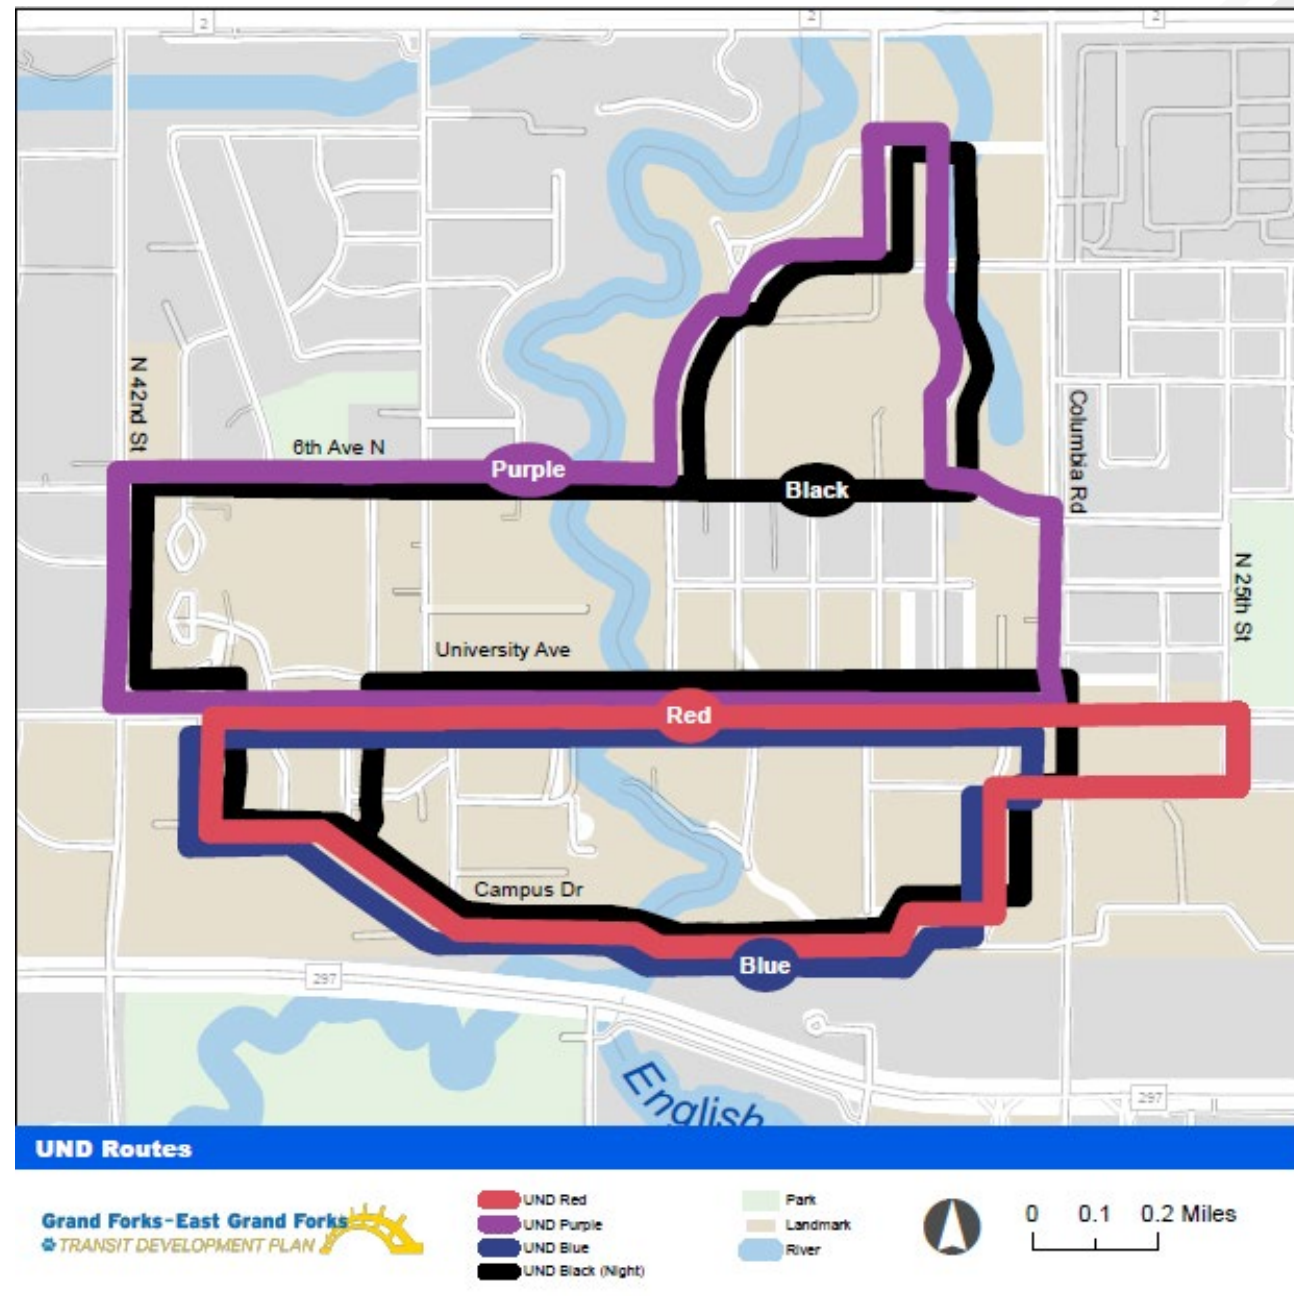 2
2
2
N 42nd St
6th Ave N
Purple
Black
Columbia Rd
N 25th St
University Ave
Red
Campus Dr
Blue
297
297
English
UND Routes
Grand Forks-East Grand Forks
TRANSIT DEVELOPMENT PLAN
UND Red
UND Purple
UND Blue
UND Black (Night)
Park
Landmark
River
0 0.1 0.2 Miles